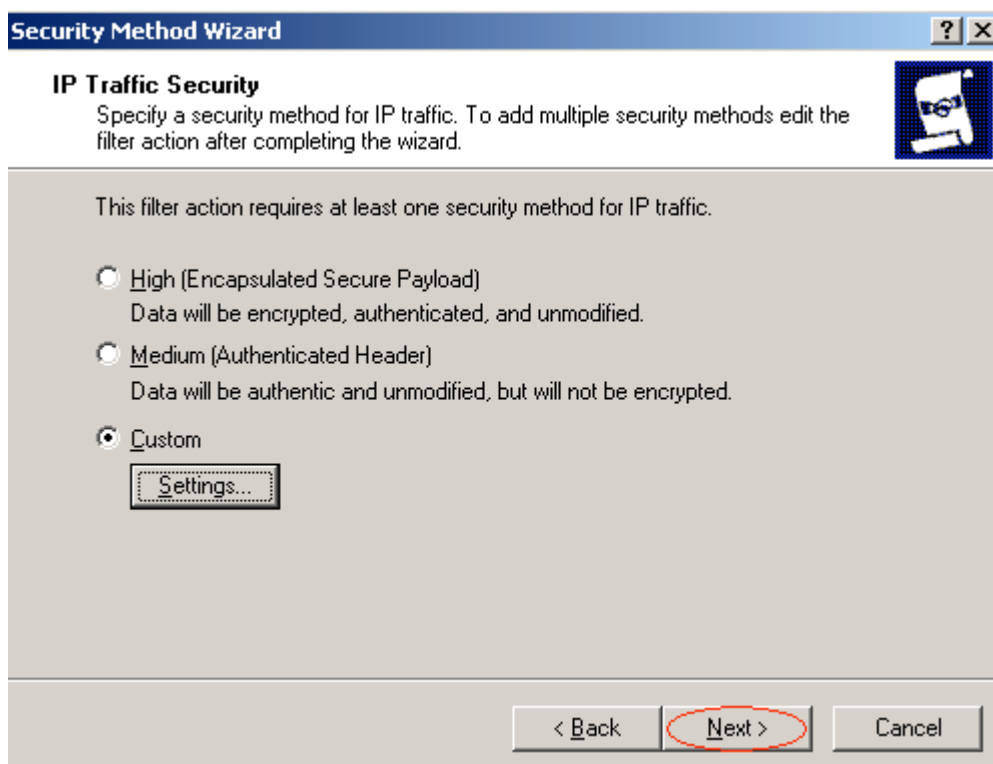 Security Method Wizard
IP Traffic Security
Specify a security method for IP traffic. To add multiple security methods edit the
filter action after completing the wizard.
This filter action requires at least one security method for IP traffic.
High (Encapsulated Secure Payload)
Data will be encrypted, authenticated, and unmodified.
Medium (Authenticated Header)
Data will be authentic and unmodified, but will not be encrypted.
Custom
Settings...
< Back Next > Cancel